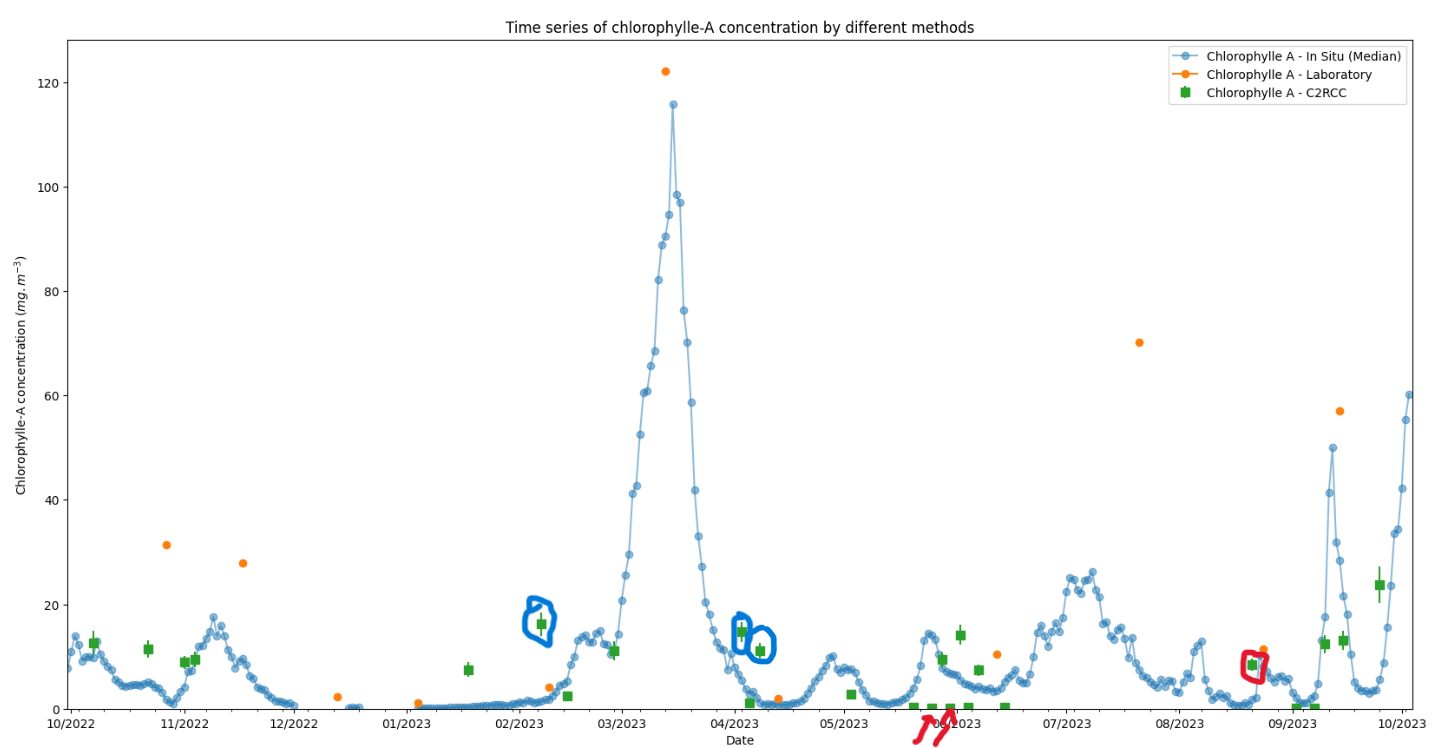 Time series of chlorophylle-A concentration by different methods
Chlorophylle A - In Situ (Median)
Chlorophylle A - Laboratory
Chlorophylle A - C2RCC
Chlorophylle-A concentration (mg.m⁻³)
120
100
80
60
40
20
0
10/2022 11/2022 12/2022 01/2023 02/2023 03/2023 04/2023 05/2023 06/2023 07/2023 08/2023 09/2023 10/2023
Date